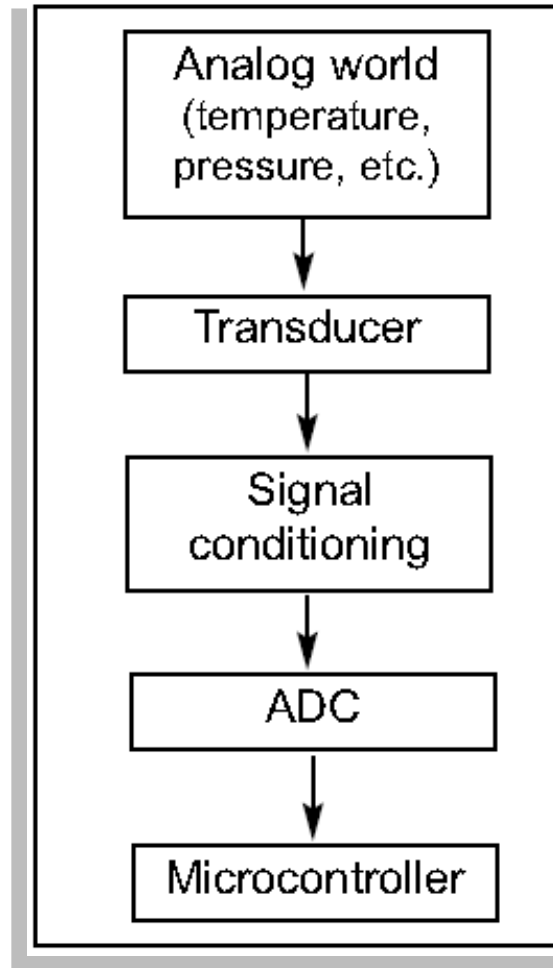 Analog world
(temperature,
pressure, etc.)
Transducer
Signal
conditioning
ADC
Microcontroller